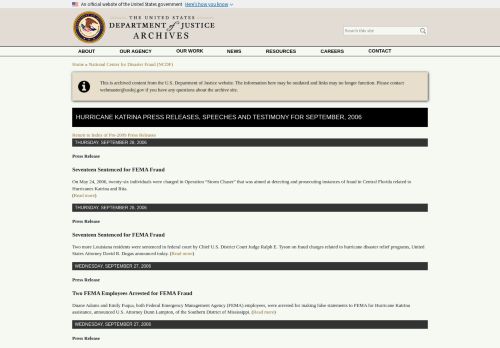 An official website of the United States government Here's how you know
THE UNITED STATES
DEPARTMENT of JUSTICE
ARCHIVES
Search this site
ABOUT OUR AGENCY OUR WORK NEWS RESOURCES CAREERS CONTACT
Home » National Center for Disaster Fraud (NCDF)
This is archived content from the U.S. Department of Justice website. The information here may be outdated and links may no longer function. Please contact
webmaster@usdoj.gov if you have any questions about the archive site.
HURRICANE KATRINA PRESS RELEASES, SPEECHES AND TESTIMONY FOR SEPTEMBER, 2006
Return to Index of Pre-2009 Press Releases
THURSDAY, SEPTEMBER 28, 2006
Press Release
Seventeen Sentenced for FEMA Fraud
On May 24, 2006, twenty-six individuals were charged in Operation "Storm Chaser" that was aimed at detecting and prosecuting instances of fraud in Central Florida related to
Hurricanes Katrina and Rita.
(Read more)
THURSDAY, SEPTEMBER 28, 2006
Press Release
Seventeen Sentenced for FEMA Fraud
Two more Louisiana residents were sentenced in federal court by Chief U.S. District Court Judge Ralph E. Tyson on fraud charges related to hurricane disaster relief programs, United
States Attorney David R. Dugas announced today. (Read more)
WEDNESDAY, SEPTEMBER 27, 2006
Press Release
Two FEMA Employees Arrested for FEMA Fraud
Duane Adams and Emily Fuqua, both Federal Emergency Management Agency (FEMA) employees, were arrested for making false statements to FEMA for Hurricane Katrina
assistance, announced U.S. Attorney Dunn Lampton, of the Southern District of Mississippi. (Read more)
WEDNESDAY, SEPTEMBER 27, 2006
Press Release